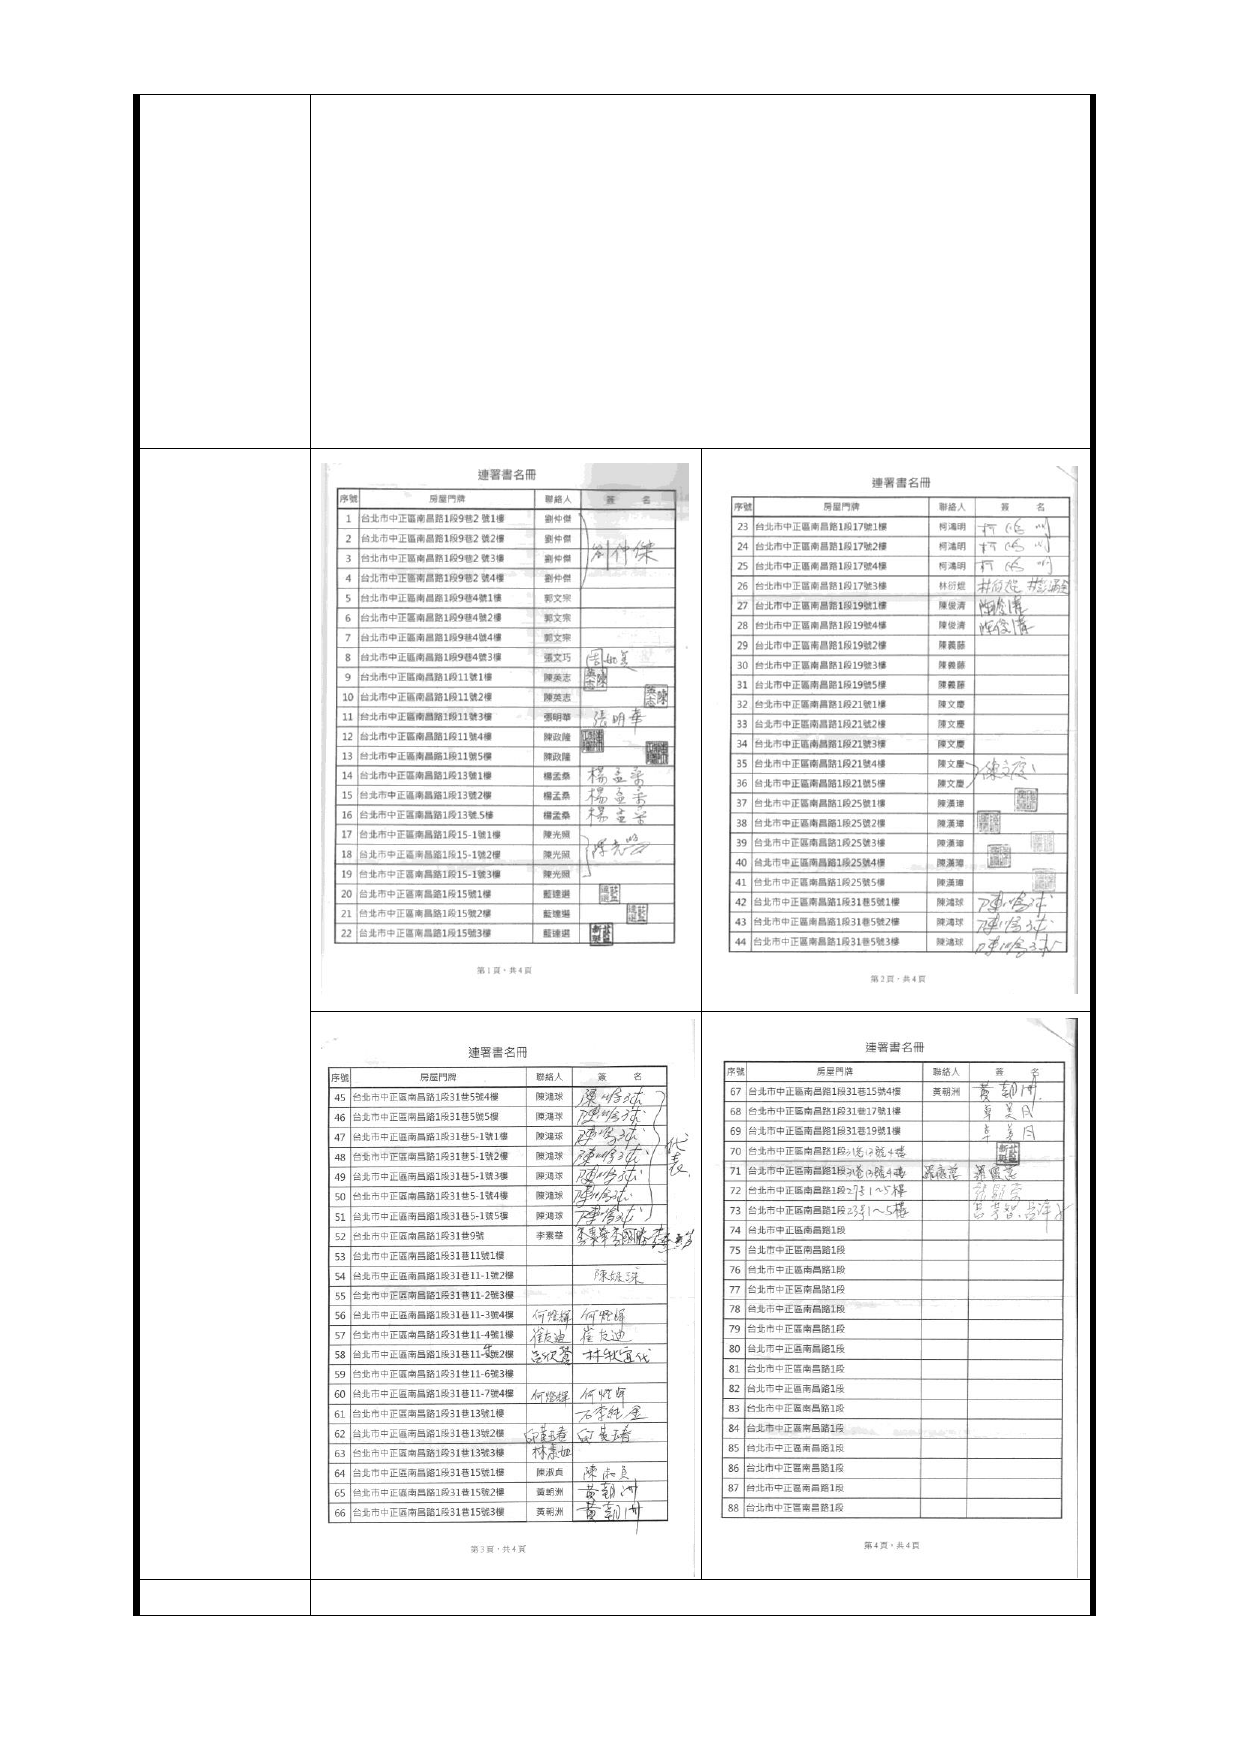 連署書名冊
序號 房屋門牌 聯絡人 簽 名
1 台北市中正區南昌路1段9巷2 號1樓 劉仲傑
2 台北市中正區南昌路1段9巷2 號2樓 劉仲傑 劉仲傑
3 台北市中正區南昌路1段9巷2 號3樓 劉仲傑
4 台北市中正區南昌路1段9巷2 號4樓 劉仲傑
5 台北市中正區南昌路1段9巷4號1樓 郭文宗
6 台北市中正區南昌路1段9巷4號2樓 郭文宗
7 台北市中正區南昌路1段9巷4號4樓 郭文宗
8 台北市中正區南昌路1段9巷4號3樓 張文巧
9 台北市中正區南昌路1段11號1樓 陳英志
10 台北市中正區南昌路1段11號2樓 陳英志
11 台北市中正區南昌路1段11號3樓 張明華 張明華
12 台北市中正區南昌路1段11號4樓 陳政隆
13 台北市中正區南昌路1段11號5樓 陳政隆
14 台北市中正區南昌路1段13號1樓 楊孟桑 楊孟桑
15 台北市中正區南昌路1段13號2樓 楊孟桑 楊孟桑
16 台北市中正區南昌路1段13號.5樓 楊孟桑 楊孟桑
17 台北市中正區南昌路1段15-1號1樓 陳光照
18 台北市中正區南昌路1段15-1號2樓 陳光照 陳光照
19 台北市中正區南昌路1段15-1號3樓 陳光照
20 台北市中正區南昌路1段15號1樓 藍達選
21 台北市中正區南昌路1段15號2樓 藍達選
22 台北市中正區南昌路1段15號3樓 藍達選
第1頁，共4頁
連署書名冊
序號 房屋門牌 聯絡人 簽 名
23 台北市中正區南昌路1段17號1樓 柯鴻明 柯鴻明
24 台北市中正區南昌路1段17號2樓 柯鴻明 柯鴻明
25 台北市中正區南昌路1段17號4樓 柯鴻明 柯鴻明
26 台北市中正區南昌路1段17號3樓 林衍焜
27 台北市中正區南昌路1段19號1樓 陳俊清 陳俊清
28 台北市中正區南昌路1段19號4樓 陳俊清 陳俊清
29 台北市中正區南昌路1段19號2樓 陳義藤
30 台北市中正區南昌路1段19號3樓 陳義藤
31 台北市中正區南昌路1段19號5樓 陳義藤
32 台北市中正區南昌路1段21號1樓 陳文慶
33 台北市中正區南昌路1段21號2樓 陳文慶
34 台北市中正區南昌路1段21號3樓 陳文慶
35 台北市中正區南昌路1段21號4樓 陳文慶 陳文慶
36 台北市中正區南昌路1段21號5樓 陳文慶
37 台北市中正區南昌路1段25號1樓 陳漢瑋
38 台北市中正區南昌路1段25號2樓 陳漢瑋
39 台北市中正區南昌路1段25號3樓 陳漢瑋
40 台北市中正區南昌路1段25號4樓 陳漢瑋
41 台北市中正區南昌路1段25號5樓 陳漢瑋
42 台北市中正區南昌路1段31巷5號1樓 陳鴻球 陳鴻球
43 台北市中正區南昌路1段31巷5號2樓 陳鴻球 陳鴻球
44 台北市中正區南昌路1段31巷5號3樓 陳鴻球 陳鴻球
第2頁，共4頁
連署書名冊
序號 房屋門牌 聯絡人 簽 名
45 台北市中正區南昌路1段31巷5號4樓 陳鴻球 陳鴻球
46 台北市中正區南昌路1段31巷5號5樓 陳鴻球 陳鴻球
47 台北市中正區南昌路1段31巷5-1號1樓 陳鴻球 陳鴻球
48 台北市中正區南昌路1段31巷5-1號2樓 陳鴻球 陳鴻球 代表
49 台北市中正區南昌路1段31巷5-1號3樓 陳鴻球 陳鴻球
50 台北市中正區南昌路1段31巷5-1號4樓 陳鴻球 陳鴻球
51 台北市中正區南昌路1段31巷5-1號5樓 陳鴻球 陳鴻球
52 台北市中正區南昌路1段31巷9號 李素華
53 台北市中正區南昌路1段31巷11號1樓
54 台北市中正區南昌路1段31巷11-1號2樓
55 台北市中正區南昌路1段31巷11-2號3樓
56 台北市中正區南昌路1段31巷11-3號4樓
57 台北市中正區南昌路1段31巷11-4號1樓 崔友迪 崔友迪
58 台北市中正區南昌路1段31巷11-號2樓 林秋宜代
59 台北市中正區南昌路1段31巷11-6號3樓
60 台北市中正區南昌路1段31巷11-7號4樓
61 台北市中正區南昌路1段31巷13號1樓
62 台北市中正區南昌路1段31巷13號2樓
63 台北市中正區南昌路1段31巷13號3樓
64 台北市中正區南昌路1段31巷15號1樓 陳淑貞 陳淑貞
65 台北市中正區南昌路1段31巷15號2樓 黃朝洲 黃朝洲
66 台北市中正區南昌路1段31巷15號3樓 黃朝洲 黃朝洲
第3頁，共4頁
連署書名冊
序號 房屋門牌 聯絡人 簽 名
67 台北市中正區南昌路1段31巷15號4樓 黃朝洲 黃朝洲
68 台北市中正區南昌路1段31巷17號1樓 卓美月
69 台北市中正區南昌路1段31巷19號1樓 卓美月
70 台北市中正區南昌路1段31巷13號4樓
71 台北市中正區南昌路1段31巷13號4樓
72 台北市中正區南昌路1段27号1~5樓
73 台北市中正區南昌路1段23号1~5樓
74 台北市中正區南昌路1段
75 台北市中正區南昌路1段
76 台北市中正區南昌路1段
77 台北市中正區南昌路1段
78 台北市中正區南昌路1段
79 台北市中正區南昌路1段
80 台北市中正區南昌路1段
81 台北市中正區南昌路1段
82 台北市中正區南昌路1段
83 台北市中正區南昌路1段
84 台北市中正區南昌路1段
85 台北市中正區南昌路1段
86 台北市中正區南昌路1段
87 台北市中正區南昌路1段
88 台北市中正區南昌路1段
第4頁，共4頁